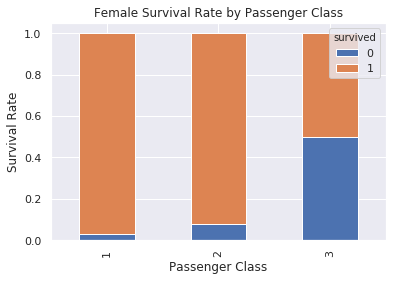 Female Survival Rate by Passenger Class
survived
0
1
Survival Rate
1.0
0.8
0.6
0.4
0.2
0.0
1
2
3
Passenger Class